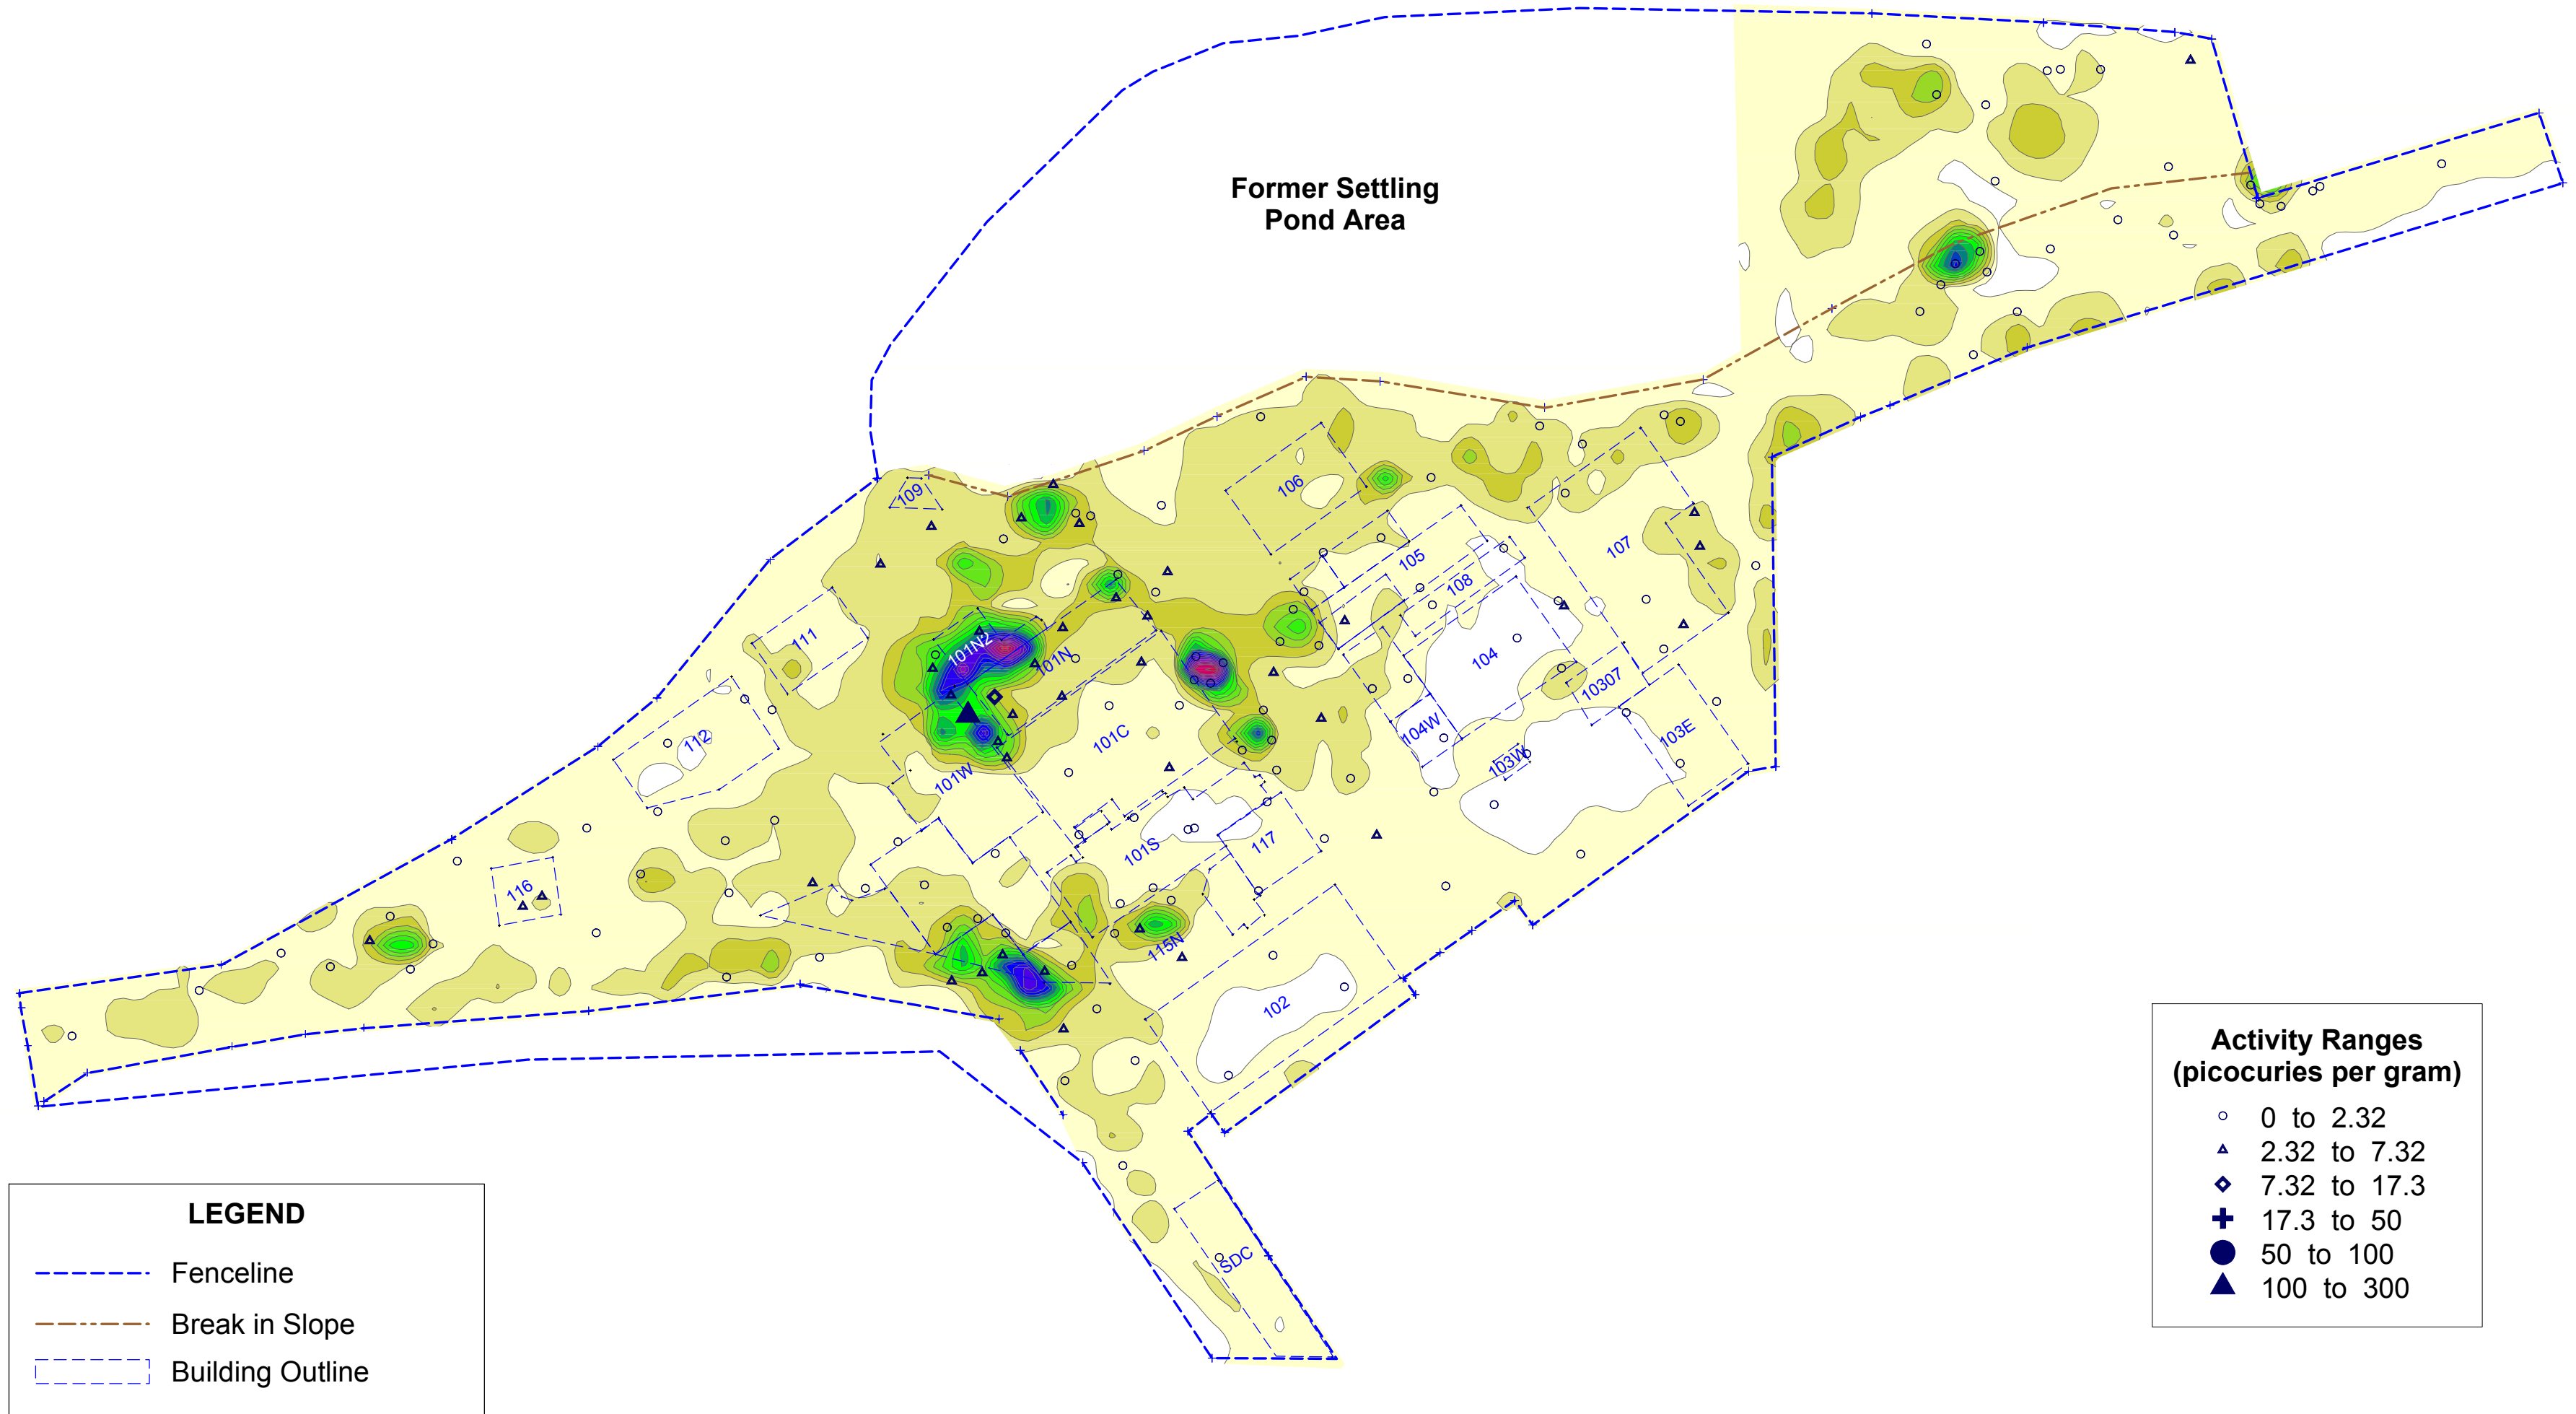 Former Settling
Pond Area
109
106
105
107
108
111
101N2
101N
104
10307
112
101C
104W
103E
103W
101W
101S
117
116
115N
102
SDC
LEGEND
Fenceline
Break in Slope
Building Outline
Activity Ranges
(picocuries per gram)
0 to 2.32
2.32 to 7.32
7.32 to 17.3
17.3 to 50
50 to 100
100 to 300